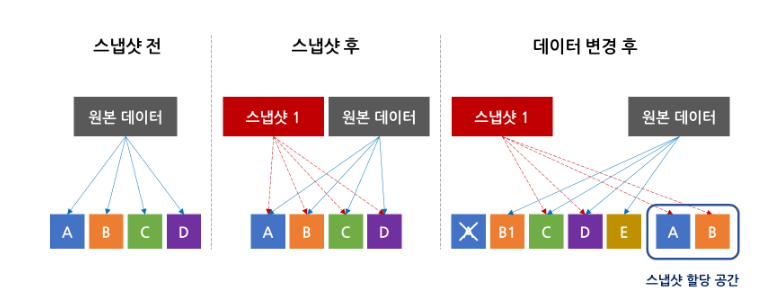 스냅샷 전
스냅샷 후
데이터 변경 후
원본 데이터
스냅샷 1
원본 데이터
스냅샷 1
원본 데이터
A B C D
A B C D
A B1 C D E A B
스냅샷 할당 공간